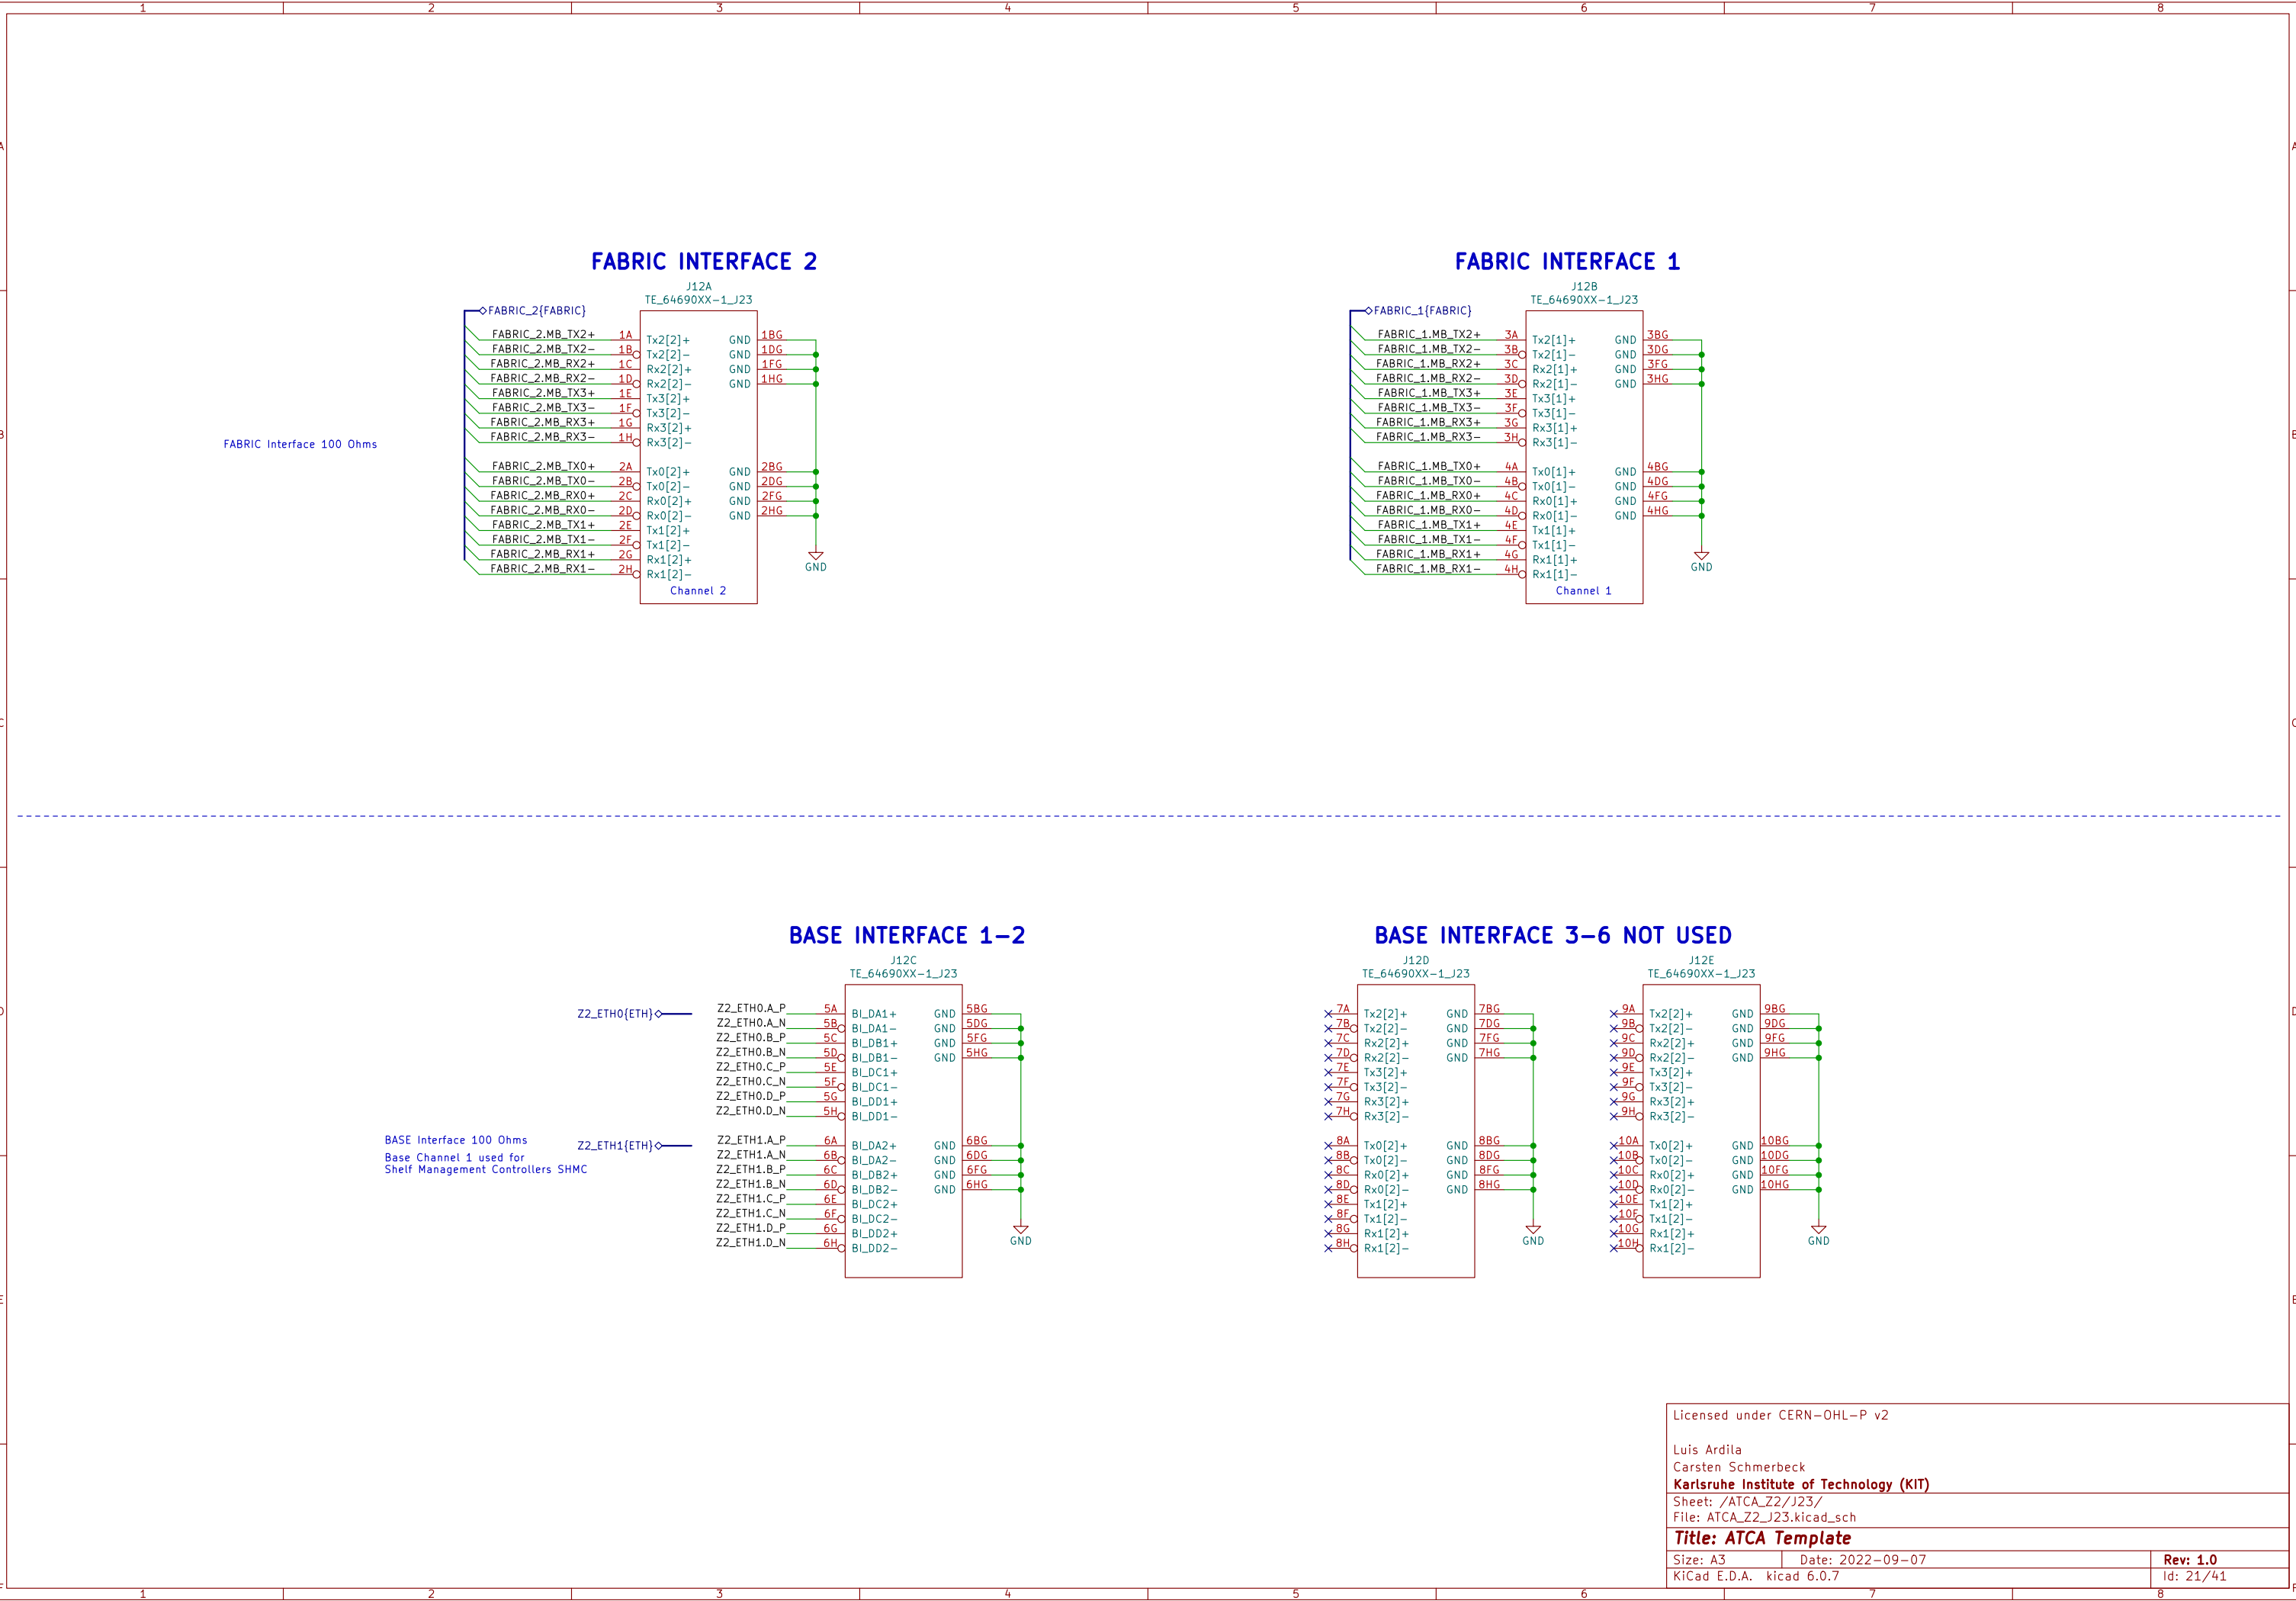 1 2 3 4 5 6 7 8
A A
FABRIC INTERFACE 2
J12A
TE_64690XX-1_J23
FABRIC_2{FABRIC}
FABRIC_2.MB_TX2+ 1A Tx2[2]+ GND 1BG
FABRIC_2.MB_TX2- 1B Tx2[2]- GND 1DG
FABRIC_2.MB_RX2+ 1C Rx2[2]+ GND 1FG
FABRIC_2.MB_RX2- 1D Rx2[2]- GND 1HG
FABRIC_2.MB_TX3+ 1E Tx3[2]+
FABRIC_2.MB_TX3- 1F Tx3[2]-
FABRIC_2.MB_RX3+ 1G Rx3[2]+
FABRIC_2.MB_RX3- 1H Rx3[2]-
FABRIC Interface 100 Ohms
FABRIC_2.MB_TX0+ 2A Tx0[2]+ GND 2BG
FABRIC_2.MB_TX0- 2B Tx0[2]- GND 2DG
FABRIC_2.MB_RX0+ 2C Rx0[2]+ GND 2FG
FABRIC_2.MB_RX0- 2D Rx0[2]- GND 2HG
FABRIC_2.MB_TX1+ 2E Tx1[2]+
FABRIC_2.MB_TX1- 2F Tx1[2]-
FABRIC_2.MB_RX1+ 2G Rx1[2]+
FABRIC_2.MB_RX1- 2H Rx1[2]-
GND
Channel 2
FABRIC INTERFACE 1
J12B
TE_64690XX-1_J23
FABRIC_1{FABRIC}
FABRIC_1.MB_TX2+ 3A Tx2[1]+ GND 3BG
FABRIC_1.MB_TX2- 3B Tx2[1]- GND 3DG
FABRIC_1.MB_RX2+ 3C Rx2[1]+ GND 3FG
FABRIC_1.MB_RX2- 3D Rx2[1]- GND 3HG
FABRIC_1.MB_TX3+ 3E Tx3[1]+
FABRIC_1.MB_TX3- 3F Tx3[1]-
FABRIC_1.MB_RX3+ 3G Rx3[1]+
FABRIC_1.MB_RX3- 3H Rx3[1]-
FABRIC_1.MB_TX0+ 4A Tx0[1]+ GND 4BG
FABRIC_1.MB_TX0- 4B Tx0[1]- GND 4DG
FABRIC_1.MB_RX0+ 4C Rx0[1]+ GND 4FG
FABRIC_1.MB_RX0- 4D Rx0[1]- GND 4HG
FABRIC_1.MB_TX1+ 4E Tx1[1]+
FABRIC_1.MB_TX1- 4F Tx1[1]-
FABRIC_1.MB_RX1+ 4G Rx1[1]+
FABRIC_1.MB_RX1- 4H Rx1[1]-
GND
Channel 1
B B
C C
BASE INTERFACE 1-2
J12C
TE_64690XX-1_J23
Z2_ETH0{ETH}
Z2_ETH0.A_P 5A BI_DA1+ GND 5BG
Z2_ETH0.A_N 5B BI_DA1- GND 5DG
Z2_ETH0.B_P 5C BI_DB1+ GND 5FG
Z2_ETH0.B_N 5D BI_DB1- GND 5HG
Z2_ETH0.C_P 5E BI_DC1+
Z2_ETH0.C_N 5F BI_DC1-
Z2_ETH0.D_P 5G BI_DD1+
Z2_ETH0.D_N 5H BI_DD1-
BASE Interface 100 Ohms
Base Channel 1 used for
Shelf Management Controllers SHMC
Z2_ETH1{ETH}
Z2_ETH1.A_P 6A BI_DA2+ GND 6BG
Z2_ETH1.A_N 6B BI_DA2- GND 6DG
Z2_ETH1.B_P 6C BI_DB2+ GND 6FG
Z2_ETH1.B_N 6D BI_DB2- GND 6HG
Z2_ETH1.C_P 6E BI_DC2+
Z2_ETH1.C_N 6F BI_DC2-
Z2_ETH1.D_P 6G BI_DD2+
Z2_ETH1.D_N 6H BI_DD2-
GND
BASE INTERFACE 3-6 NOT USED
J12D
TE_64690XX-1_J23
7A Tx2[2]+ GND 7BG
7B Tx2[2]- GND 7DG
7C Rx2[2]+ GND 7FG
7D Rx2[2]- GND 7HG
7E Tx3[2]+
7F Tx3[2]-
7G Rx3[2]+
7H Rx3[2]-
8A Tx0[2]+ GND 8BG
8B Tx0[2]- GND 8DG
8C Rx0[2]+ GND 8FG
8D Rx0[2]- GND 8HG
8E Tx1[2]+
8F Tx1[2]-
8G Rx1[2]+
8H Rx1[2]-
GND
J12E
TE_64690XX-1_J23
9A Tx2[2]+ GND 9BG
9B Tx2[2]- GND 9DG
9C Rx2[2]+ GND 9FG
9D Rx2[2]- GND 9HG
9E Tx3[2]+
9F Tx3[2]-
9G Rx3[2]+
9H Rx3[2]-
10A Tx0[2]+ GND 10BG
10B Tx0[2]- GND 10DG
10C Rx0[2]+ GND 10FG
10D Rx0[2]- GND 10HG
10E Tx1[2]+
10F Tx1[2]-
10G Rx1[2]+
10H Rx1[2]-
GND
D D
E E
Licensed under CERN-OHL-P v2
Luis Ardila
Carsten Schmerbeck
Karlsruhe Institute of Technology (KIT)
Sheet: /ATCA_Z2/J23/
File: ATCA_Z2_J23.kicad_sch
Title: ATCA Template
Size: A3 Date: 2022-09-07 Rev: 1.0
KiCad E.D.A. kicad 6.0.7 Id: 21/41
F F
1 2 3 4 5 6 7 8